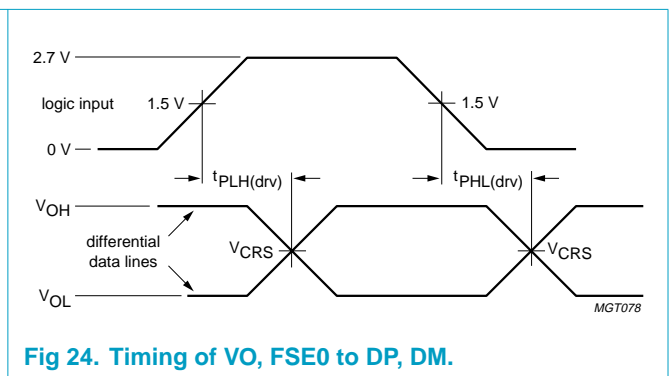 2.7 V
logic input 1.5 V 1.5 V
0 V
tPLH(drv) tPHL(drv)
VOH
differential
data lines
VCRS VCRS
VOL
MGT078
Fig 24. Timing of VO, FSE0 to DP, DM.